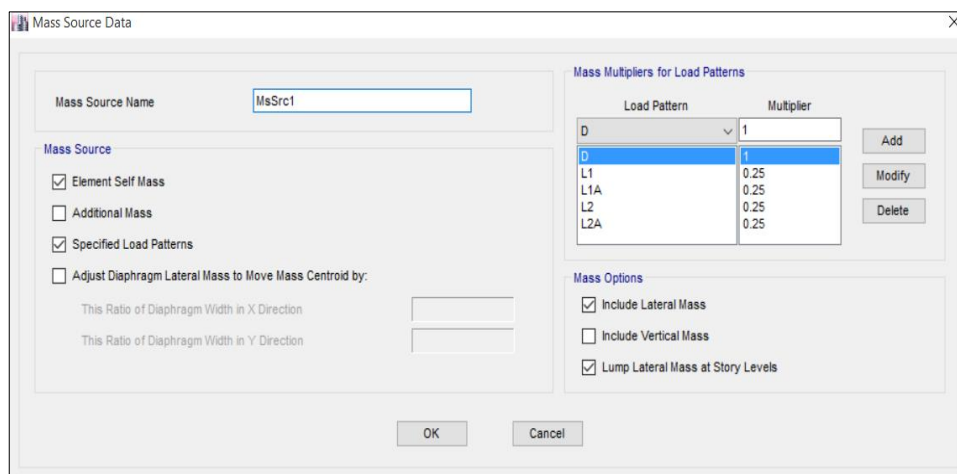 Mass Source Data
Mass Source Name
MsSrc1
Mass Source
Element Self Mass
Additional Mass
Specified Load Patterns
Adjust Diaphragm Lateral Mass to Move Mass Centroid by:
This Ratio of Diaphragm Width in X Direction
This Ratio of Diaphragm Width in Y Direction
Mass Multipliers for Load Patterns
Load Pattern Multiplier
D 1
D 1
L1 0.25
L1A 0.25
L2 0.25
L2A 0.25
Add
Modify
Delete
Mass Options
Include Lateral Mass
Include Vertical Mass
Lump Lateral Mass at Story Levels
OK Cancel